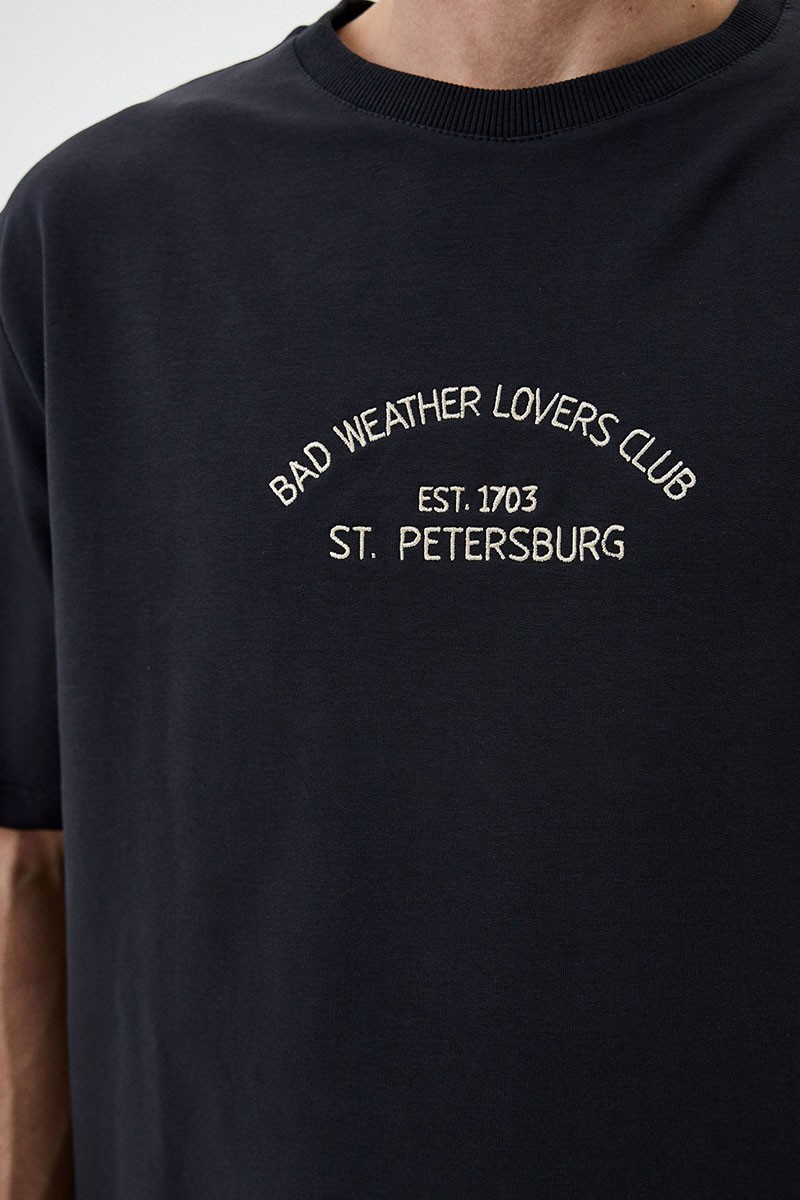 BAD WEATHER LOVERS CLUB
EST. 1703
ST. PETERSBURG